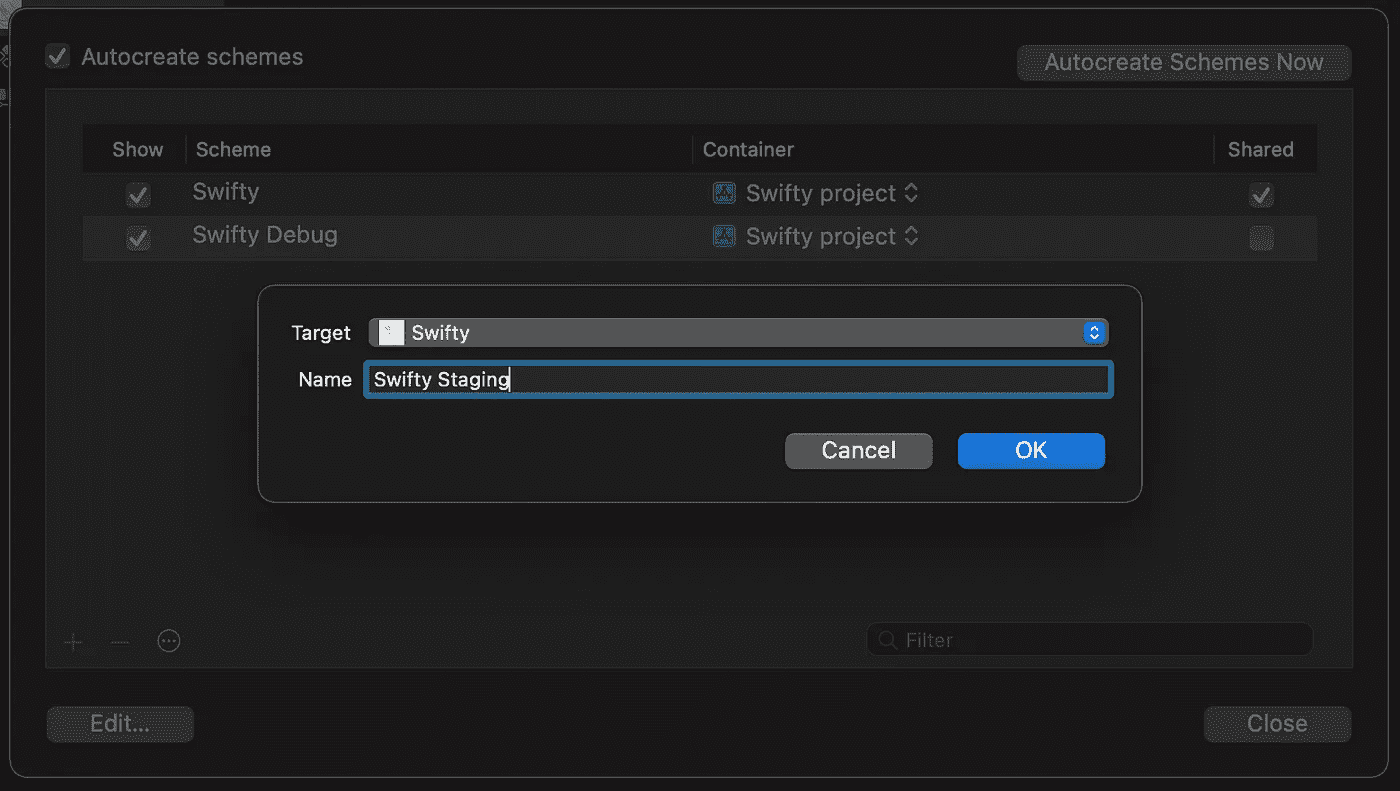 Autocreate schemes
Autocreate Schemes Now
Show Scheme Container Shared
Swifty Swifty project
Swifty Debug Swifty project
Target Swifty
Name Swifty Staging
Cancel OK
Filter
Edit... Close